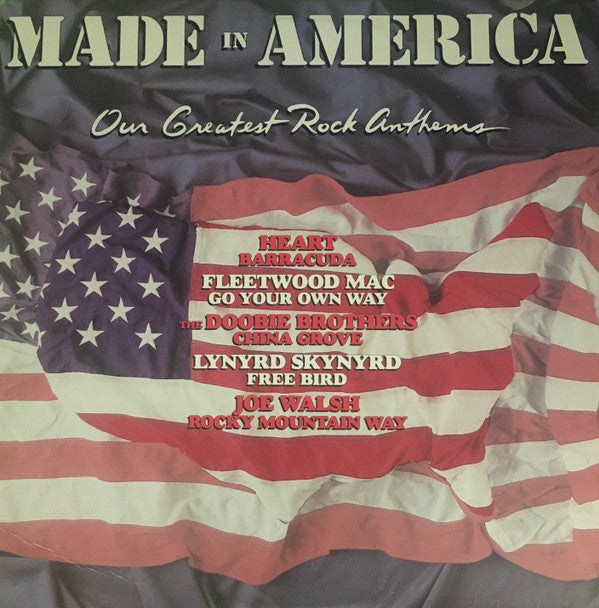 MADE IN AMERICA
Our Greatest Rock Anthems
HEART
BARRACUDA
FLEETWOOD MAC
GO YOUR OWN WAY
THE DOOBIE BROTHERS
CHINA GROVE
LYNYRD SKYNYRD
FREE BIRD
JOE WALSH
ROCKY MOUNTAIN WAY